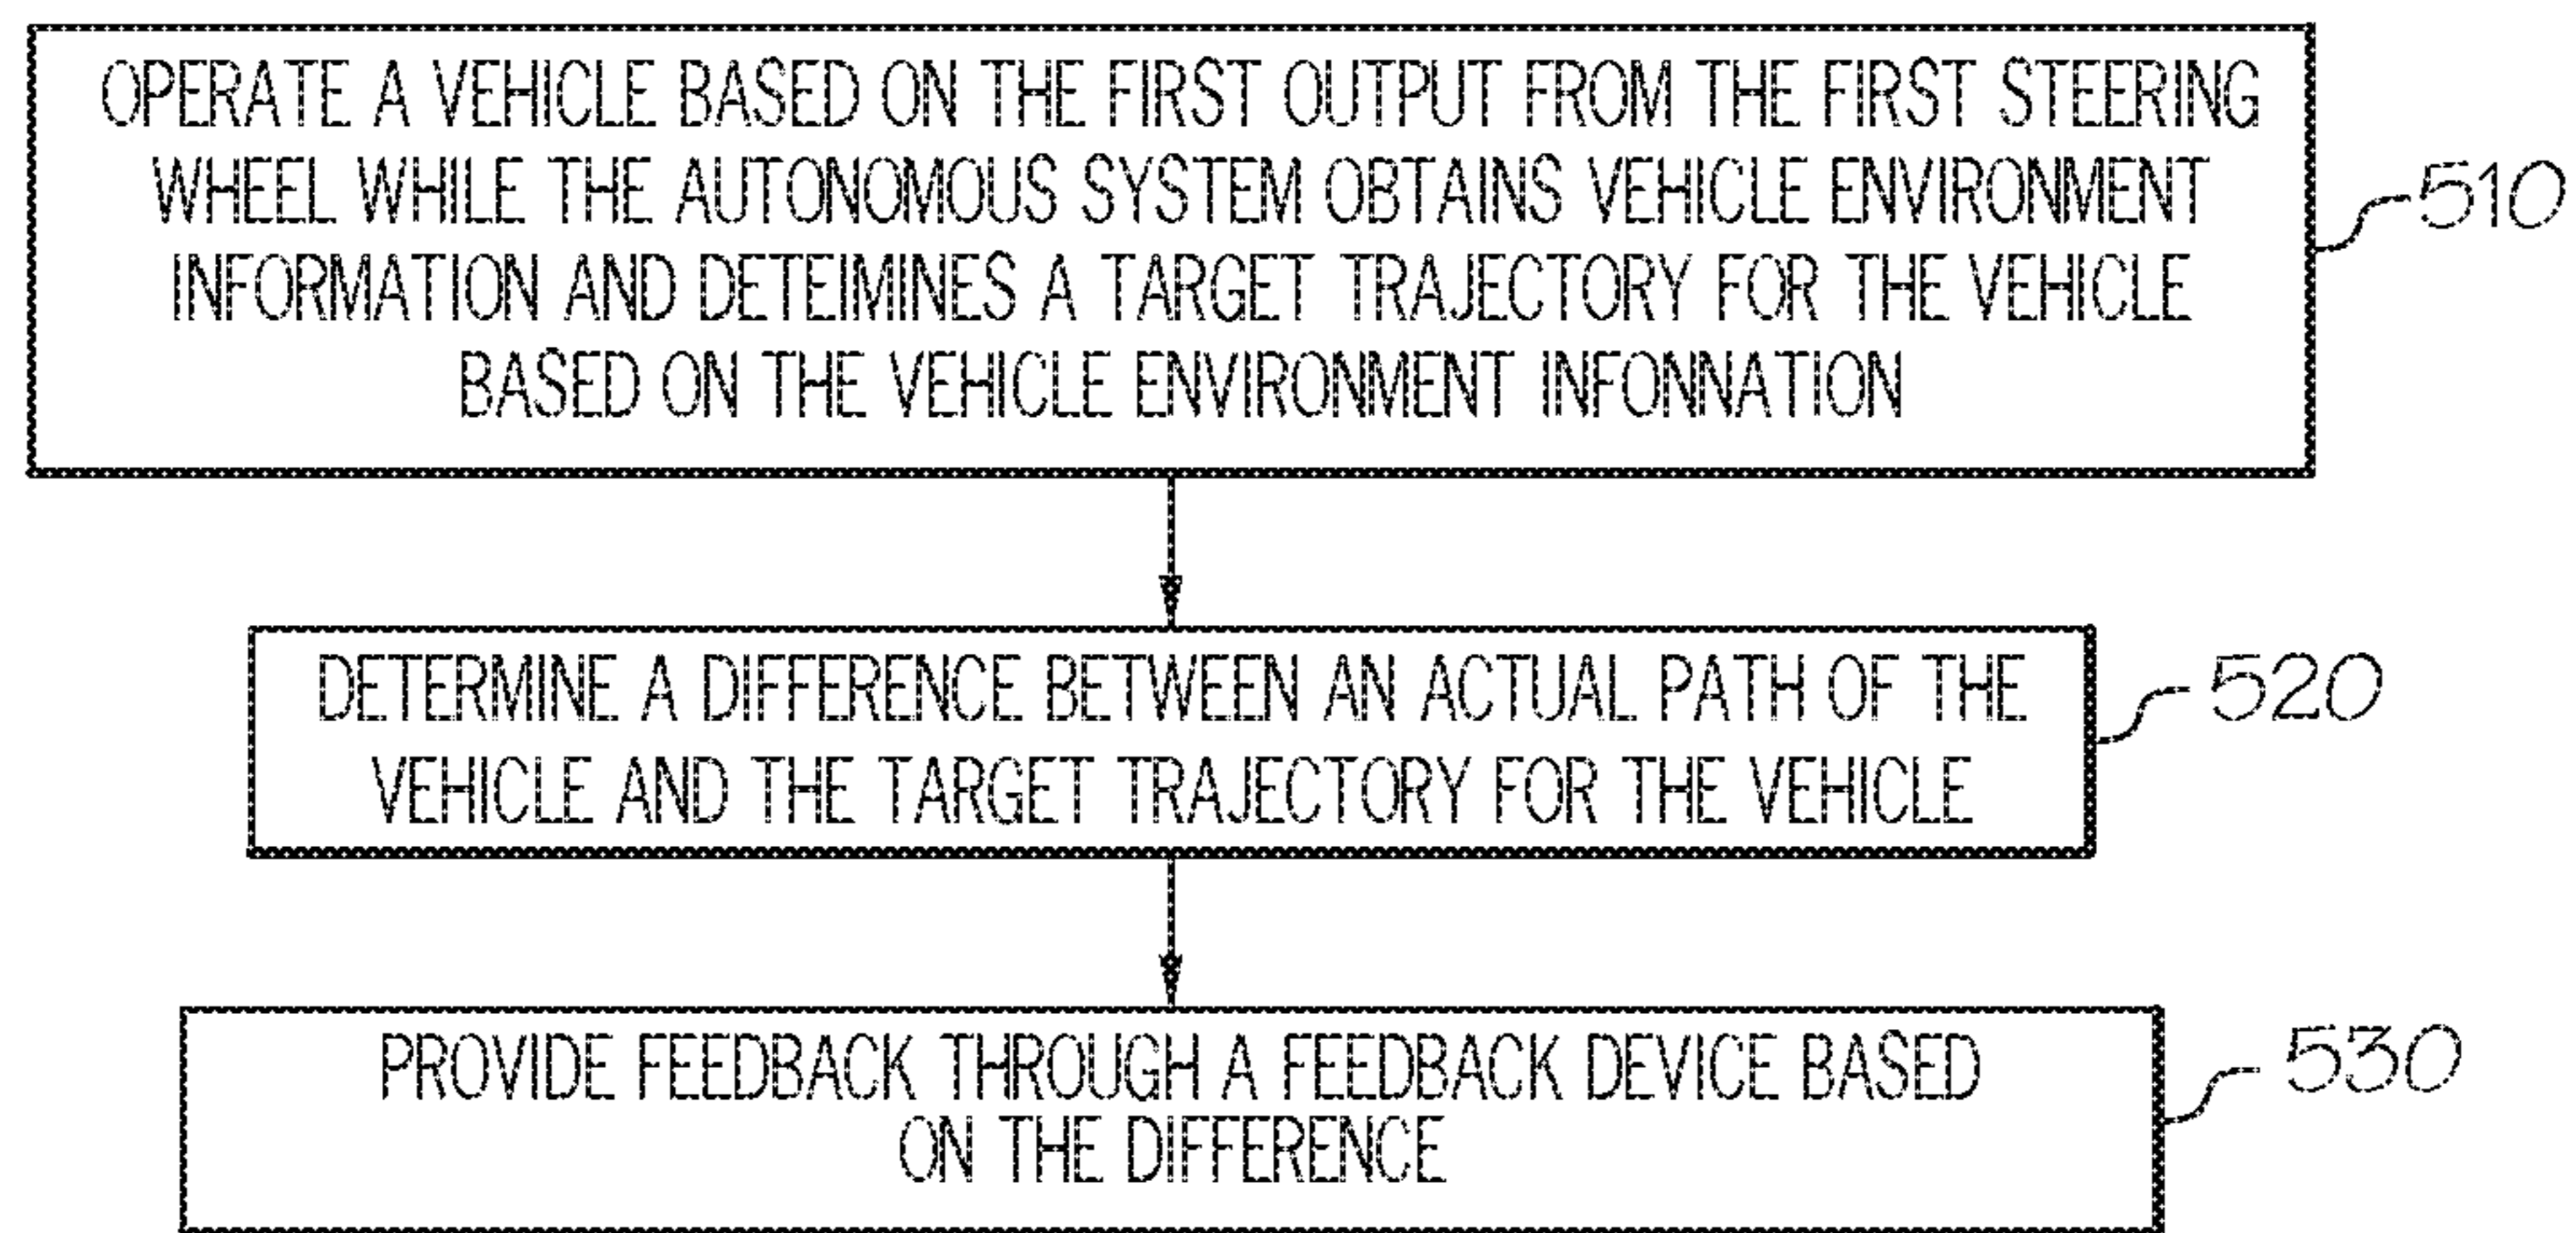 OPERATE A VEHICLE BASED ON THE FIRST OUTPUT FROM THE FIRST STEERING
WHEEL WHILE THE AUTONOMOUS SYSTEM OBTAINS VEHICLE ENVIRONMENT
INFORMATION AND DETEIMINES A TARGET TRAJECTORY FOR THE VEHICLE
BASED ON THE VEHICLE ENVIRONMENT INFONNATION
510
DETERMINE A DIFFERENCE BETWEEN AN ACTUAL PATH OF THE
VEHICLE AND THE TARGET TRAJECTORY FOR THE VEHICLE
520
PROVIDE FEEDBACK THROUGH A FEEDBACK DEVICE BASED
ON THE DIFFERENCE
530